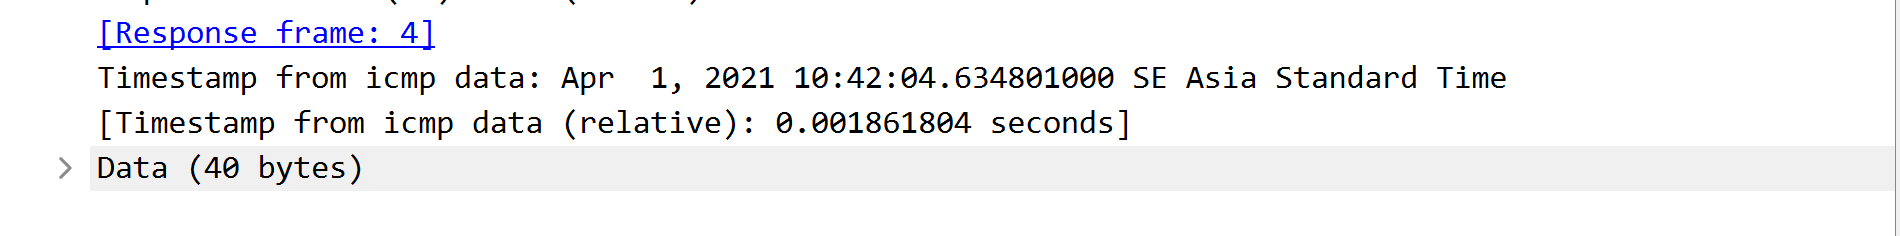 [Response frame: 4]
Timestamp from icmp data: Apr  1, 2021 10:42:04.634801000 SE Asia Standard Time
[Timestamp from icmp data (relative): 0.001861804 seconds]
Data (40 bytes)